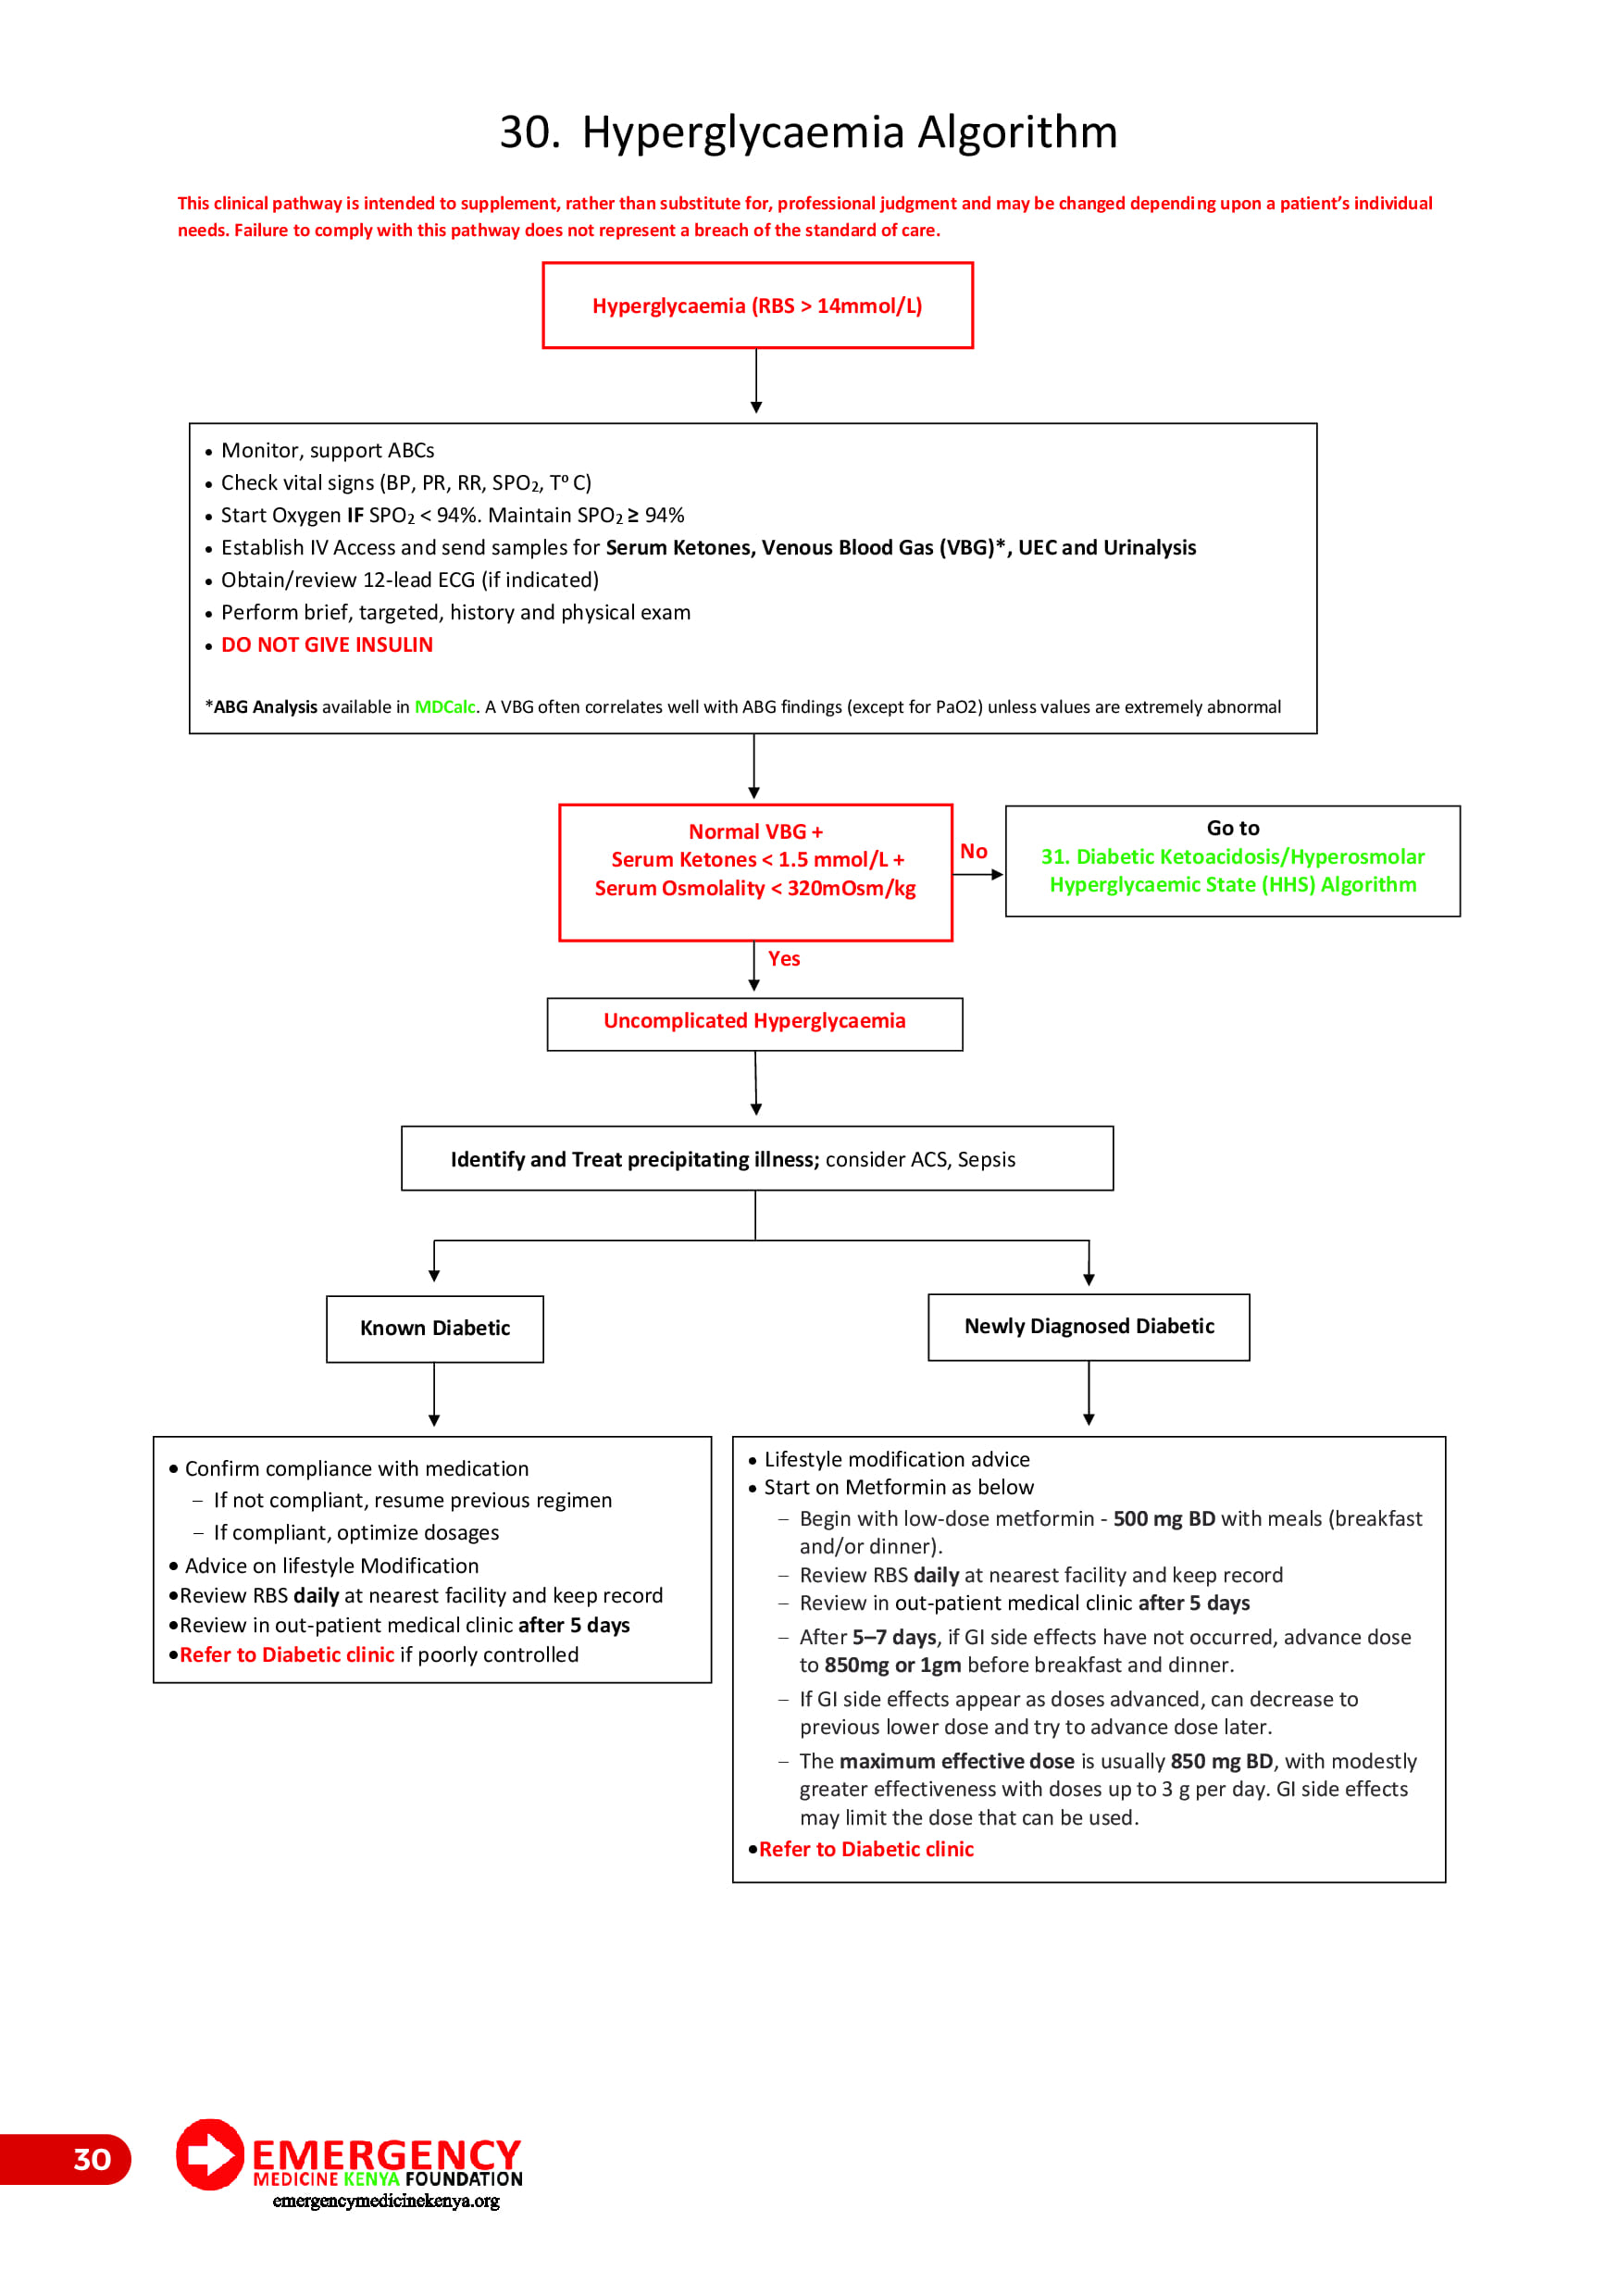 30. Hyperglycaemia Algorithm
This clinical pathway is intended to supplement, rather than substitute for, professional judgment and may be changed depending upon a patient's individual
needs. Failure to comply with this pathway does not represent a breach of the standard of care.
Hyperglycaemia (RBS > 14mmol/L)
• Monitor, support ABCs
• Check vital signs (BP, PR, RR, SPO₂, Tº C)
• Start Oxygen IF SPO₂ < 94%. Maintain SPO₂ ≥ 94%
• Establish IV Access and send samples for Serum Ketones, Venous Blood Gas (VBG)*, UEC and Urinalysis
• Obtain/review 12-lead ECG (if indicated)
• Perform brief, targeted, history and physical exam
• DO NOT GIVE INSULIN
*ABG Analysis available in MDCalc. A VBG often correlates well with ABG findings (except for PaO2) unless values are extremely abnormal
Normal VBG +
Serum Ketones < 1.5 mmol/L +
Serum Osmolality < 320mOsm/kg
No
Go to
31. Diabetic Ketoacidosis/Hyperosmolar
Hyperglycaemic State (HHS) Algorithm
Yes
Uncomplicated Hyperglycaemia
Identify and Treat precipitating illness; consider ACS, Sepsis
Known Diabetic
Newly Diagnosed Diabetic
• Confirm compliance with medication
– If not compliant, resume previous regimen
– If compliant, optimize dosages
• Advice on lifestyle Modification
•Review RBS daily at nearest facility and keep record
•Review in out-patient medical clinic after 5 days
•Refer to Diabetic clinic if poorly controlled
• Lifestyle modification advice
• Start on Metformin as below
– Begin with low-dose metformin - 500 mg BD with meals (breakfast
and/or dinner).
– Review RBS daily at nearest facility and keep record
– Review in out-patient medical clinic after 5 days
– After 5–7 days, if GI side effects have not occurred, advance dose
to 850mg or 1gm before breakfast and dinner.
– If GI side effects appear as doses advanced, can decrease to
previous lower dose and try to advance dose later.
– The maximum effective dose is usually 850 mg BD, with modestly
greater effectiveness with doses up to 3 g per day. GI side effects
may limit the dose that can be used.
•Refer to Diabetic clinic
30
EMERGENCY
MEDICINE KENYA FOUNDATION
emergencymedicinekenya.org